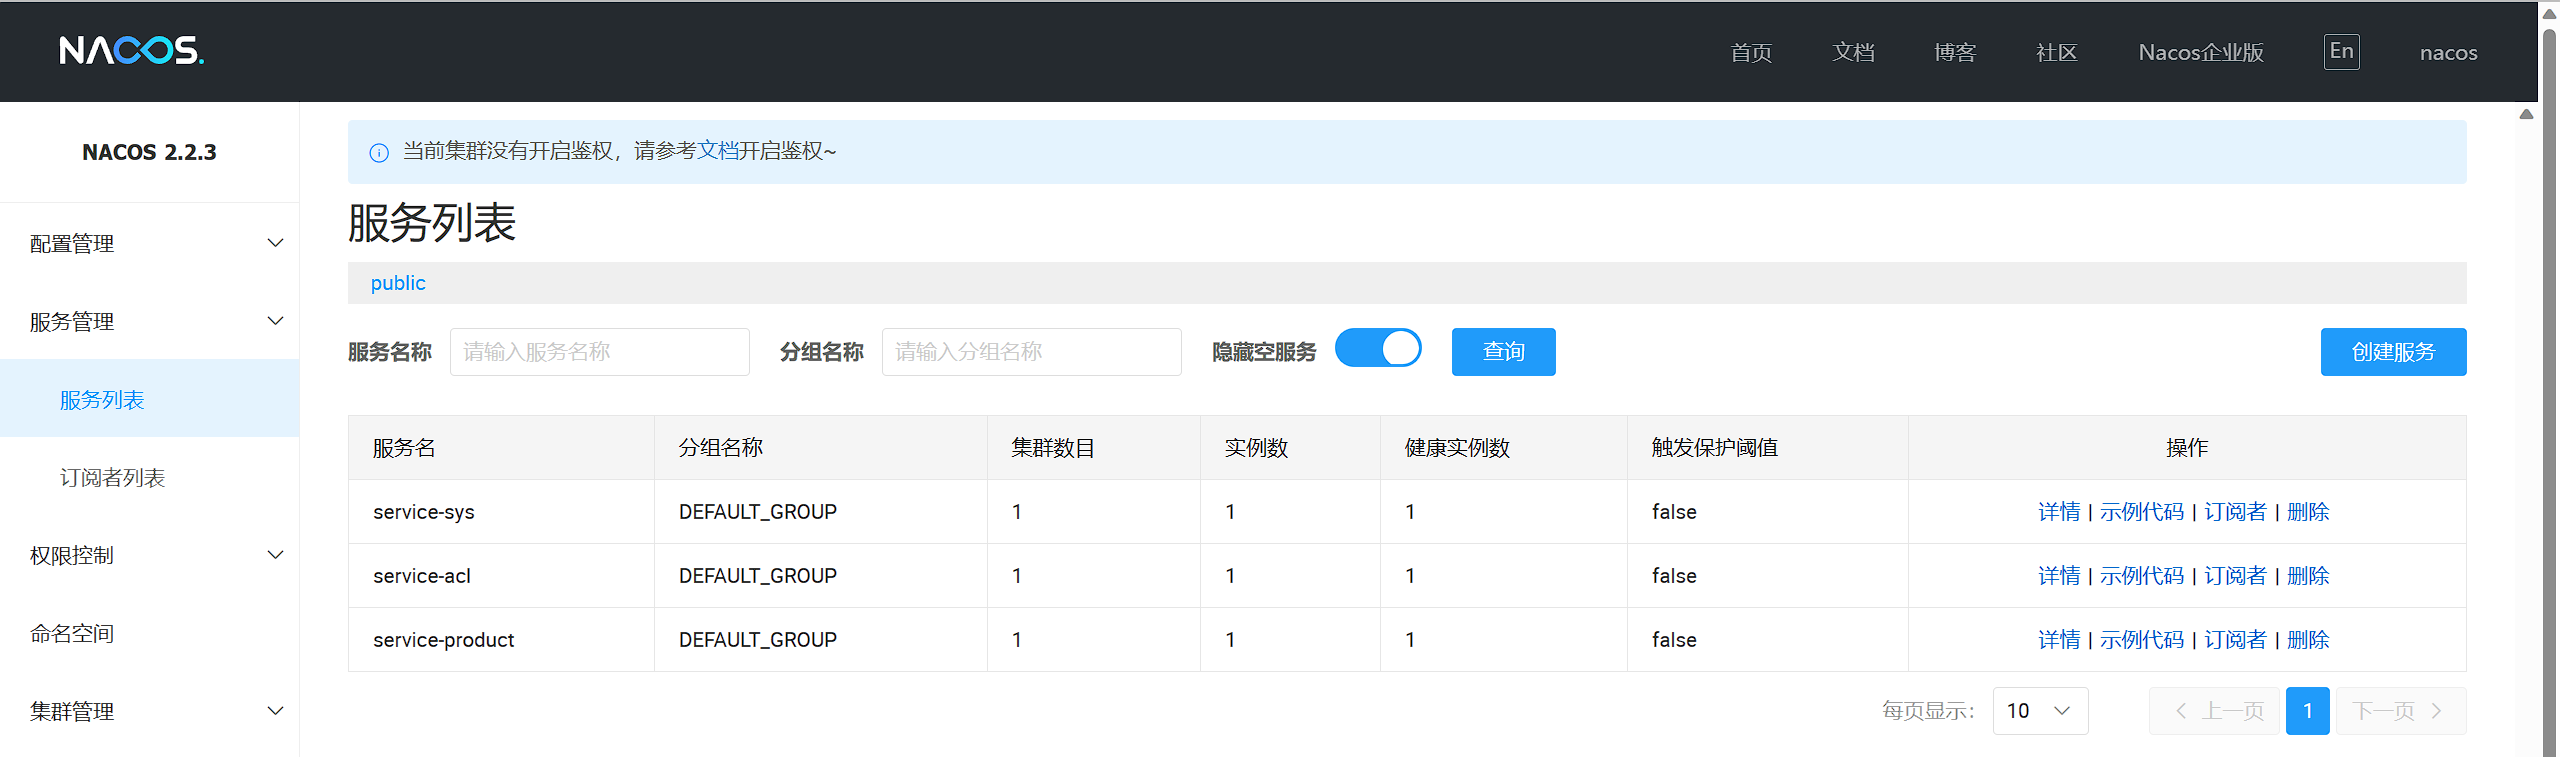 NACOS.
首页 文档 博客 社区 Nacos企业版 En nacos
NACOS 2.2.3
配置管理
服务管理
服务列表
订阅者列表
权限控制
命名空间
集群管理
当前集群没有开启鉴权，请参考文档开启鉴权~
服务列表
public
服务名称 请输入服务名称 分组名称 请输入分组名称 隐藏空服务 查询 创建服务
服务名 分组名称 集群数目 实例数 健康实例数 触发保护阈值 操作
service-sys DEFAULT_GROUP 1 1 1 false 详情 | 示例代码 | 订阅者 | 删除
service-acl DEFAULT_GROUP 1 1 1 false 详情 | 示例代码 | 订阅者 | 删除
service-product DEFAULT_GROUP 1 1 1 false 详情 | 示例代码 | 订阅者 | 删除
每页显示： 10 上一页 1 下一页